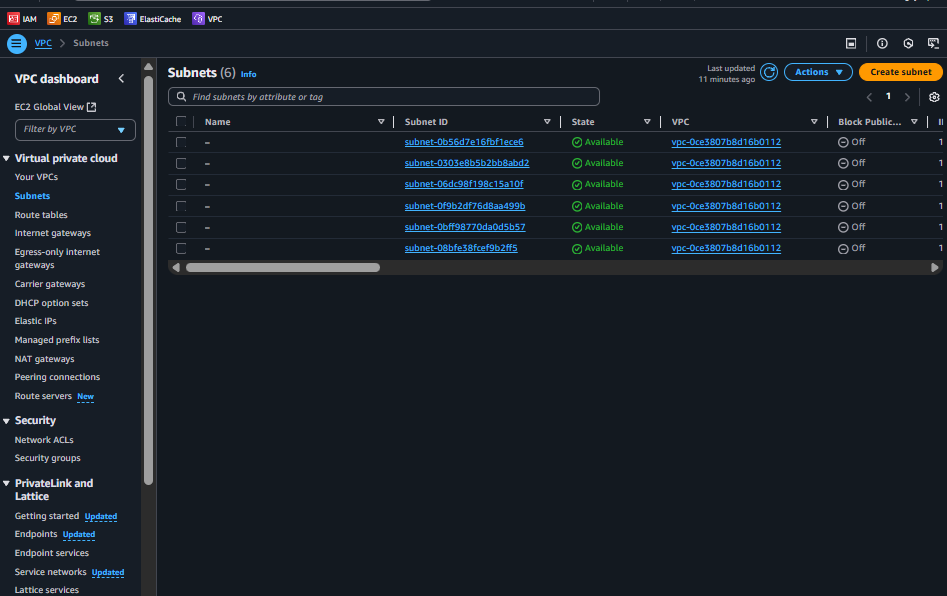 IAM EC2 S3 ElastiCache VPC
VPC Subnets
VPC dashboard
EC2 Global View
Filter by VPC
Virtual private cloud
Your VPCs
Subnets
Route tables
Internet gateways
Egress-only internet
gateways
Carrier gateways
DHCP option sets
Elastic IPs
Managed prefix lists
NAT gateways
Peering connections
Route servers New
Security
Network ACLs
Security groups
PrivateLink and
Lattice
Getting started Updated
Endpoints Updated
Endpoint services
Service networks Updated
Lattice services
Subnets (6) Info
Last updated
11 minutes ago
Actions
Create subnet
Find subnets by attribute or tag
1
Name Subnet ID State VPC Block Public...
– subnet-0b56d7e16fbf1ece6 Available vpc-0ce3807b8d16b0112 Off 1
– subnet-0303e8b5b2bb8abd2 Available vpc-0ce3807b8d16b0112 Off 1
– subnet-06dc98f198c15a10f Available vpc-0ce3807b8d16b0112 Off 1
– subnet-0f9b2df76d8aa499b Available vpc-0ce3807b8d16b0112 Off 1
– subnet-0bff98770da0d5b57 Available vpc-0ce3807b8d16b0112 Off 1
– subnet-08bfe38fcef9b2ff5 Available vpc-0ce3807b8d16b0112 Off 1